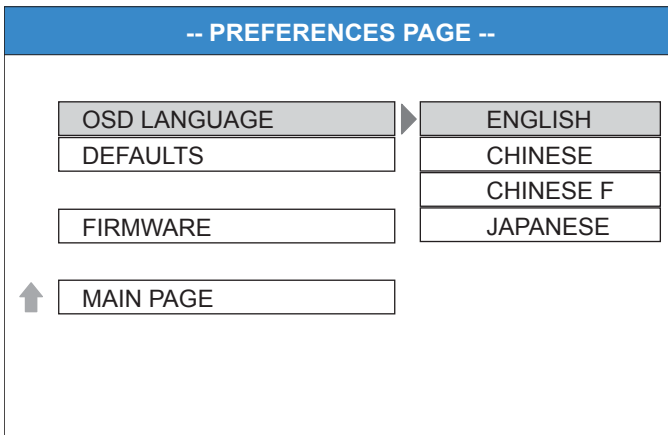 -- PREFERENCES PAGE --
OSD LANGUAGE
DEFAULTS
FIRMWARE
MAIN PAGE
ENGLISH
CHINESE
CHINESE F
JAPANESE